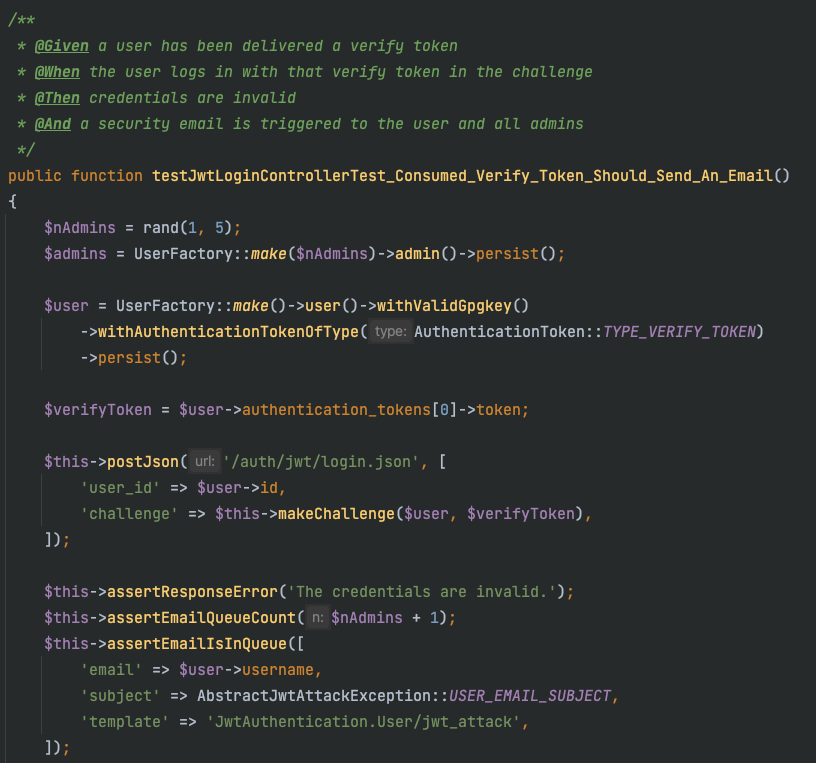 /**
 * @Given a user has been delivered a verify token
 * @When the user logs in with that verify token in the challenge
 * @Then credentials are invalid
 * @And a security email is triggered to the user and all admins
 */
public function testJwtLoginControllerTest_Consumed_Verify_Token_Should_Send_An_Email()
{
    $nAdmins = rand(1, 5);
    $admins = UserFactory::make($nAdmins)->admin()->persist();

    $user = UserFactory::make()->user()->withValidGpgkey()
        ->withAuthenticationTokenOfType( type: AuthenticationToken::TYPE_VERIFY_TOKEN)
        ->persist();

    $verifyToken = $user->authentication_tokens[0]->token;

    $this->postJson( url: '/auth/jwt/login.json', [
        'user_id' => $user->id,
        'challenge' => $this->makeChallenge($user, $verifyToken),
    ]);

    $this->assertResponseError('The credentials are invalid.');
    $this->assertEmailQueueCount( n: $nAdmins + 1);
    $this->assertEmailIsInQueue([
        'email' => $user->username,
        'subject' => AbstractJwtAttackException::USER_EMAIL_SUBJECT,
        'template' => 'JwtAuthentication.User/jwt_attack',
    ]);